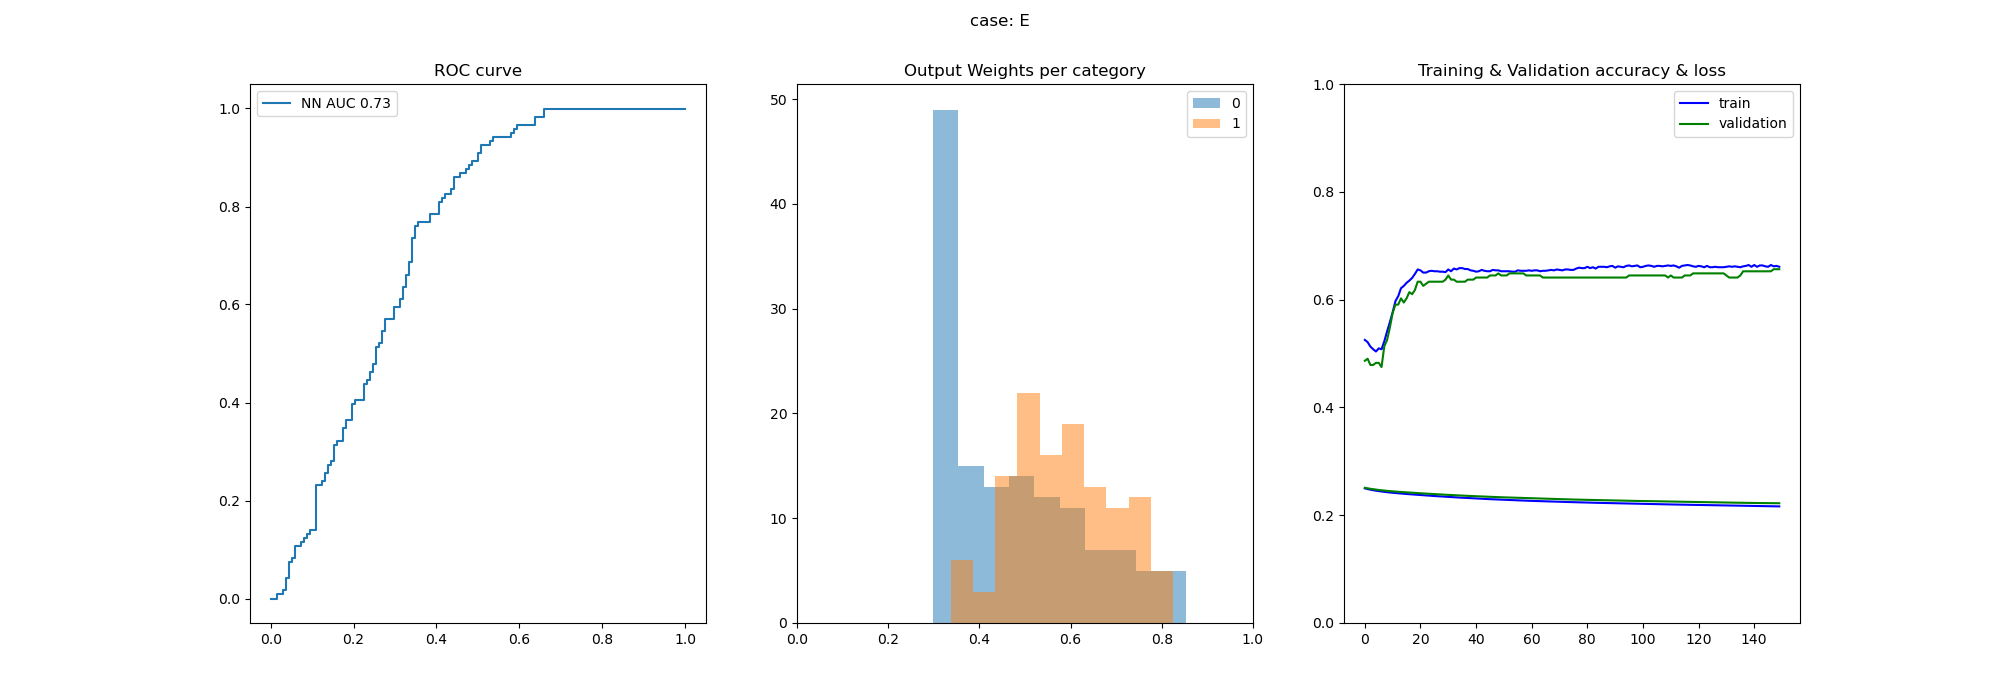 case: E
ROC curve
NN AUC 0.73
1.0
0.8
0.6
0.4
0.2
0.0
0.0 0.2 0.4 0.6 0.8 1.0
Output Weights per category
0
1
50
40
30
20
10
0
0.0 0.2 0.4 0.6 0.8 1.0
Training & Validation accuracy & loss
train
validation
1.0
0.8
0.6
0.4
0.2
0.0
0 20 40 60 80 100 120 140